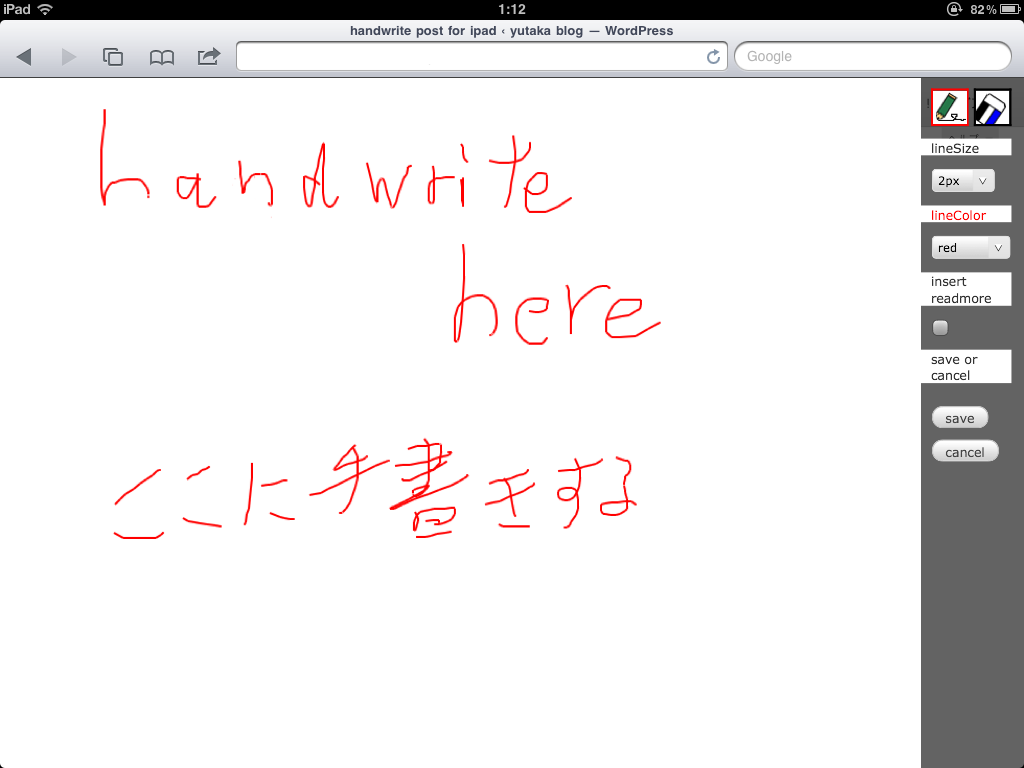 iPad 1:12 82%
handwrite post for ipad ‹ yutaka blog — WordPress
Google
handwrite
here
ここに手書きする
lineSize
2px
lineColor
red
insert
readmore
save or
cancel
save
cancel